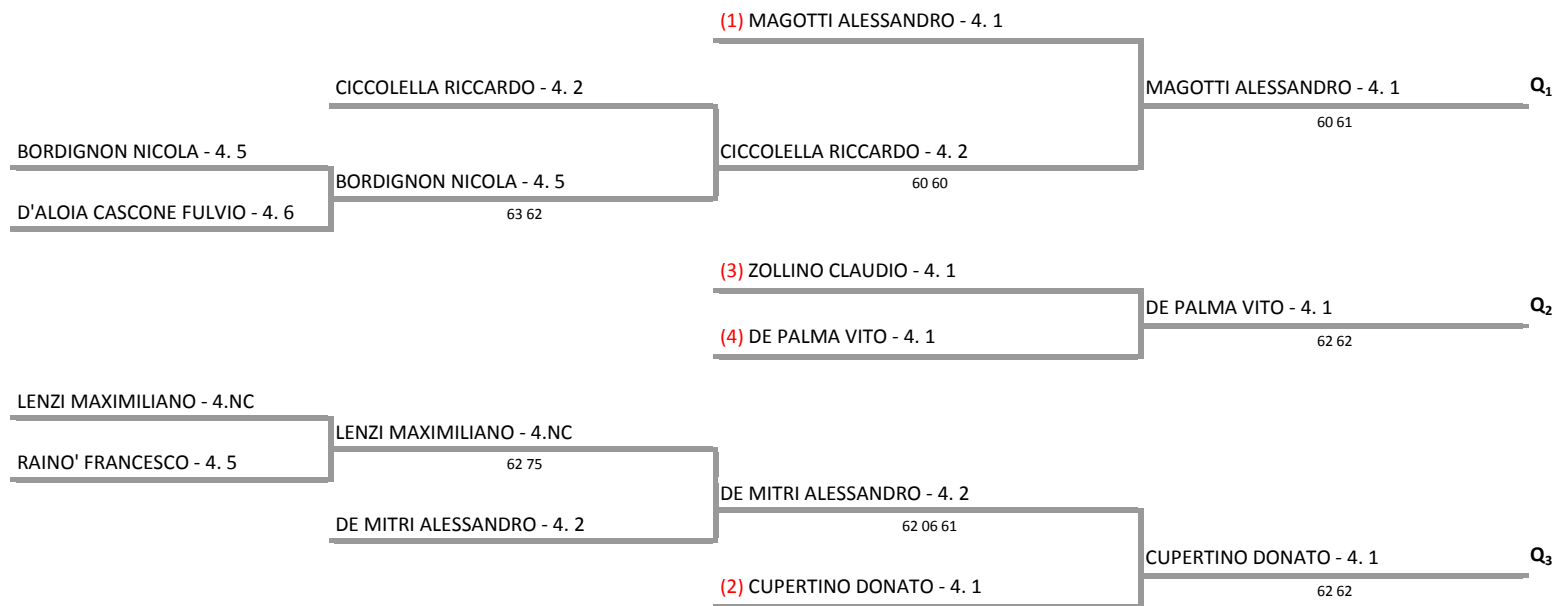 (1) MAGOTTI ALESSANDRO - 4. 1
CICCOLELLA RICCARDO - 4. 2
MAGOTTI ALESSANDRO - 4. 1
Q1
60 61
BORDIGNON NICOLA - 4. 5
CICCOLELLA RICCARDO - 4. 2
BORDIGNON NICOLA - 4. 5
60 60
D'ALOIA CASCONE FULVIO - 4. 6
63 62
(3) ZOLLINO CLAUDIO - 4. 1
DE PALMA VITO - 4. 1
Q2
(4) DE PALMA VITO - 4. 1
62 62
LENZI MAXIMILIANO - 4.NC
LENZI MAXIMILIANO - 4.NC
RAINO' FRANCESCO - 4. 5
62 75
DE MITRI ALESSANDRO - 4. 2
DE MITRI ALESSANDRO - 4. 2
62 06 61
CUPERTINO DONATO - 4. 1
Q3
(2) CUPERTINO DONATO - 4. 1
62 62